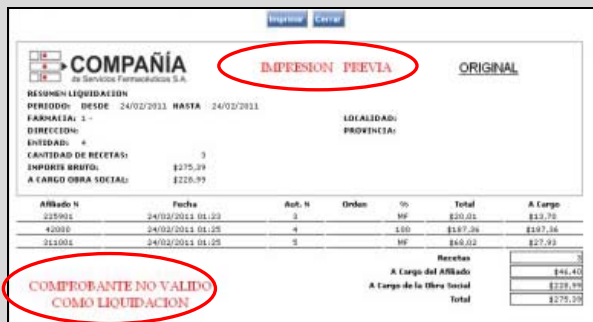 Imprimir Cerrar
COMPAÑÍA
de Servicios Farmacéuticos S.A.
IMPRESION PREVIA
ORIGINAL
RESUMEN LIQUIDACION
PERIODO: DESDE 24/02/2011 HASTA 24/02/2011
FARMACIA: 1 - LOCALIDAD:
DIRECCION: PROVINCIA:
ENTIDAD: 4
CANTIDAD DE RECETAS: 3
IMPORTE BRUTO: $275,39
A CARGO OBRA SOCIAL: $228,99
Afiliado N Fecha Aut. N Orden % Total A Cargo
225901 24/02/2011 01:23 3 MF $20,01 $13,70
42000 24/02/2011 01:25 4 100 $187,36 $187,36
311001 24/02/2011 01:25 5 MF $68,02 $27,93
Recetas 3
A Cargo del Afiliado $46,40
A Cargo de la Obra Social $228,99
Total $275,39
COMPROBANTE NO VALIDO
COMO LIQUIDACION